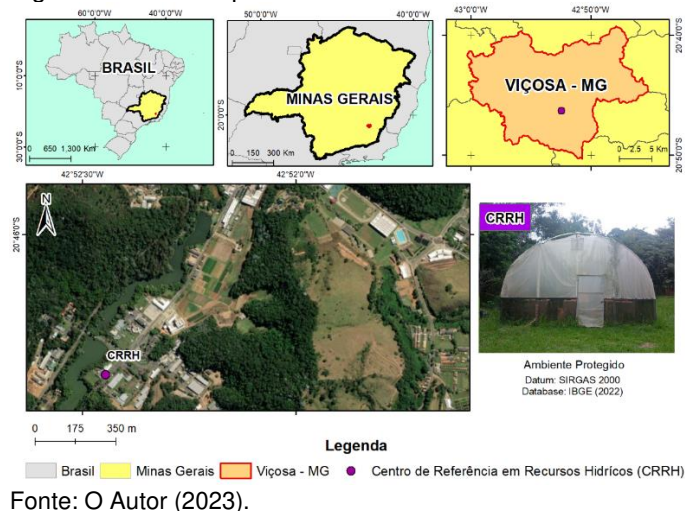 60°0'0"O 40°0'0"O
50°0'0"O 40°0'0"O
43°0'0"O 42°50'0"O
10°0'0"S
30°0'0"S
BRASIL
0 650 1,300 Km
20°0'0"S
MINAS GERAIS
0 150 300 Km
20°40'0"S
20°50'0"S
VIÇOSA - MG
0 2.5 5 Km
42°52'30"O 42°52'0"O
20°46'0"S
N
CRRH
0 175 350 m
CRRH
Ambiente Protegido
Datum: SIRGAS 2000
Database: IBGE (2022)
Legenda
Brasil Minas Gerais Viçosa - MG Centro de Referência em Recursos Hidrícos (CRRH)
Fonte: O Autor (2023).